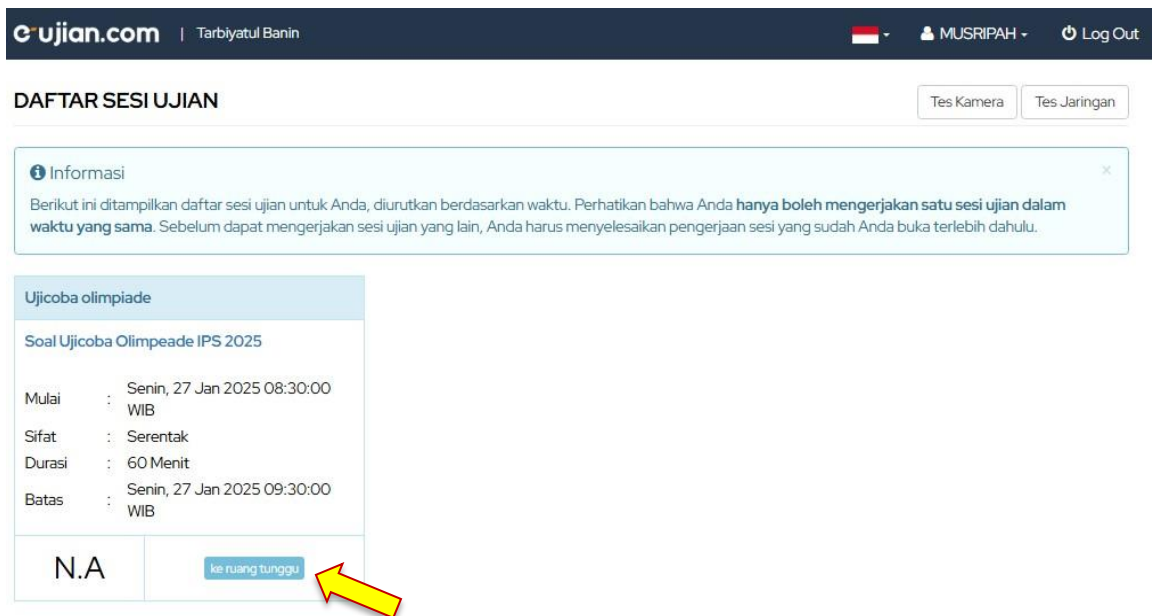 e-ujian.com | Tarbiyatul Banin
MUSRIPAH
Log Out
DAFTAR SESI UJIAN
Tes Kamera
Tes Jaringan
Informasi
×
Berikut ini ditampilkan daftar sesi ujian untuk Anda, diurutkan berdasarkan waktu. Perhatikan bahwa Anda hanya boleh mengerjakan satu sesi ujian dalam
waktu yang sama. Sebelum dapat mengerjakan sesi ujian yang lain, Anda harus menyelesaikan pengerjaan sesi yang sudah Anda buka terlebih dahulu.
Ujicoba olimpiade
Soal Ujicoba Olimpeade IPS 2025
Mulai : Senin, 27 Jan 2025 08:30:00
WIB
Sifat : Serentak
Durasi : 60 Menit
Batas : Senin, 27 Jan 2025 09:30:00
WIB
N.A
ke ruang tunggu